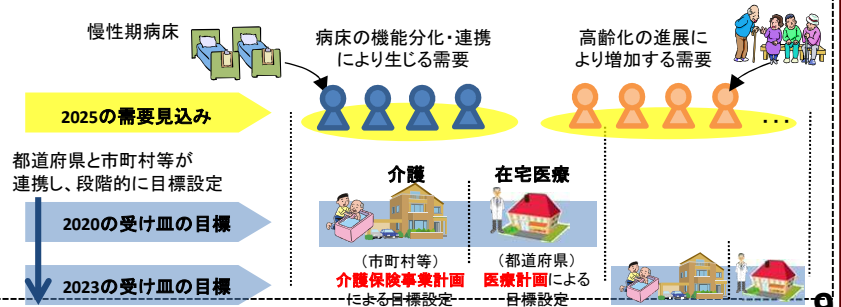 慢性期病床
病床の機能分化・連携
により生じる需要
高齢化の進展に
より増加する需要
2025の需要見込み
・・・
都道府県と市町村等が
連携し、段階的に目標設定
介護
在宅医療
2020の受け皿の目標
（市町村等）
介護保険事業計画
による目標設定
（都道府県）
医療計画による
目標設定
2023の受け皿の目標